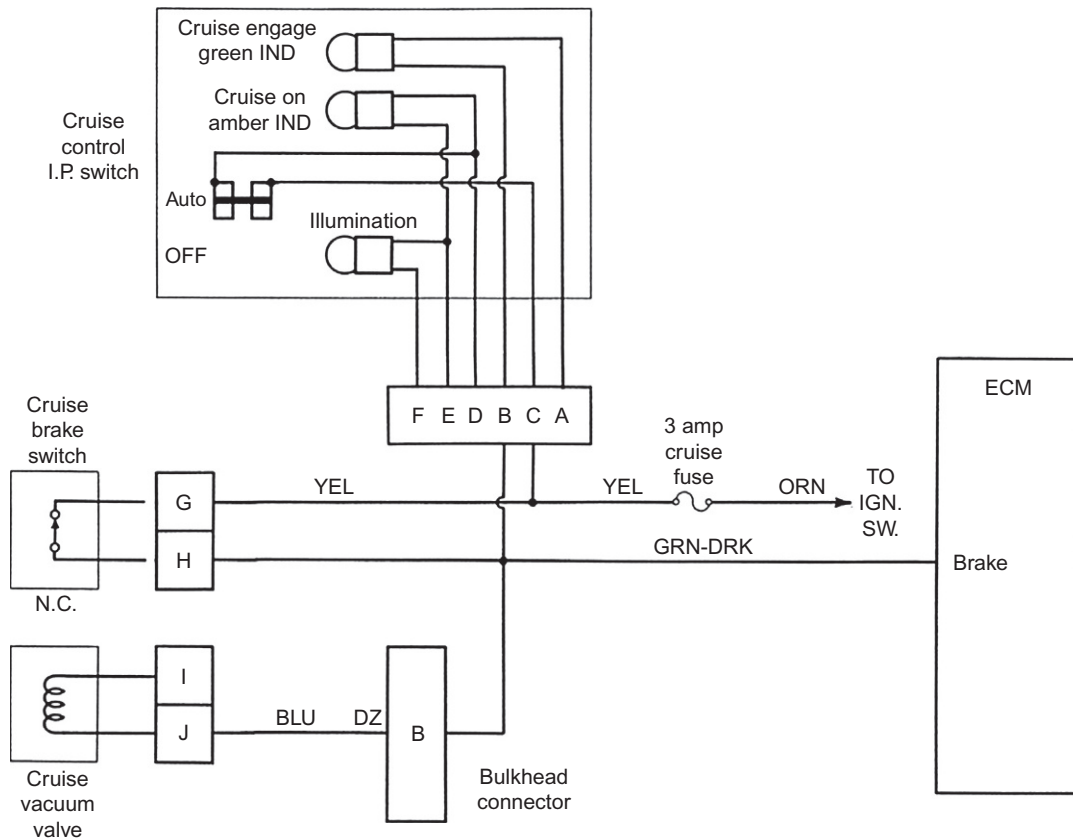 Cruise engage
green IND
Cruise on
amber IND
Cruise
control
I.P. switch
Auto
Illumination
OFF
F E D B C A
ECM
Cruise
brake
switch
3 amp
cruise
fuse
G
YEL
YEL
ORN
TO
IGN.
SW.
H
GRN-DRK
Brake
N.C.
I
J
BLU
DZ
B
Bulkhead
connector
Cruise
vacuum
valve